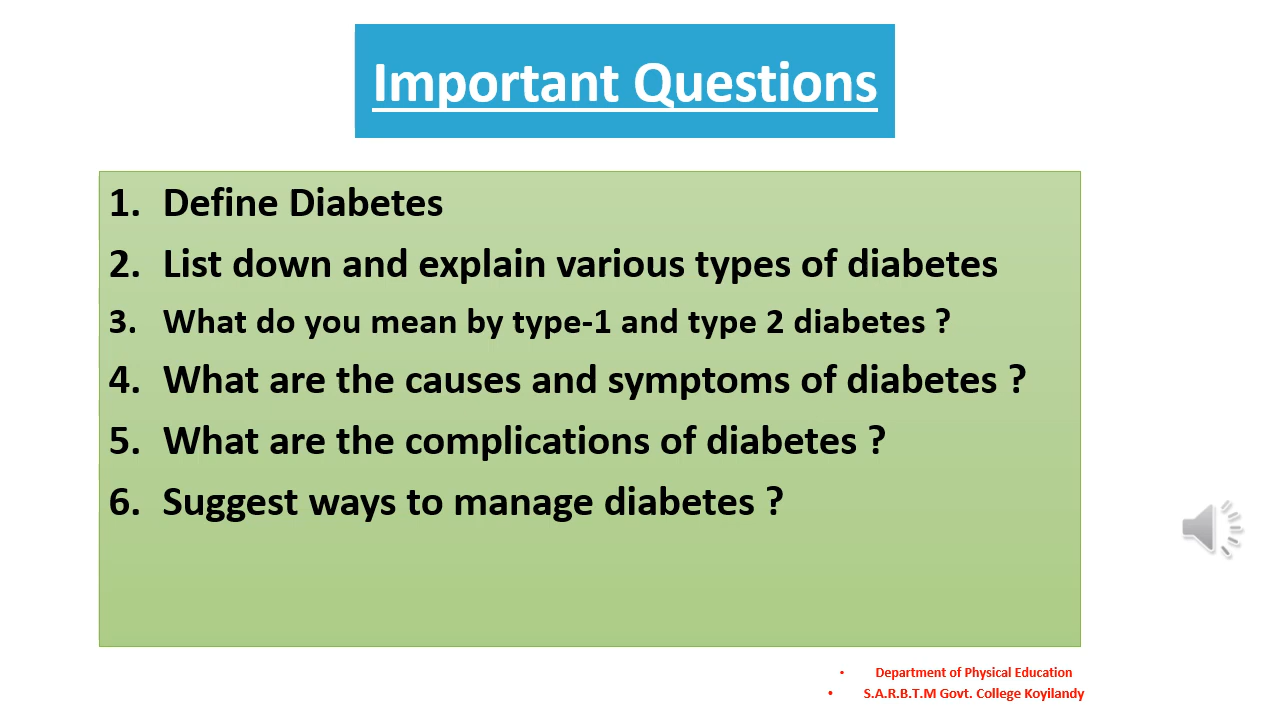 Important Questions
1. Define Diabetes
2. List down and explain various types of diabetes
3. What do you mean by type-1 and type 2 diabetes ?
4. What are the causes and symptoms of diabetes ?
5. What are the complications of diabetes ?
6. Suggest ways to manage diabetes ?
• Department of Physical Education
• S.A.R.B.T.M Govt. College Koyilandy